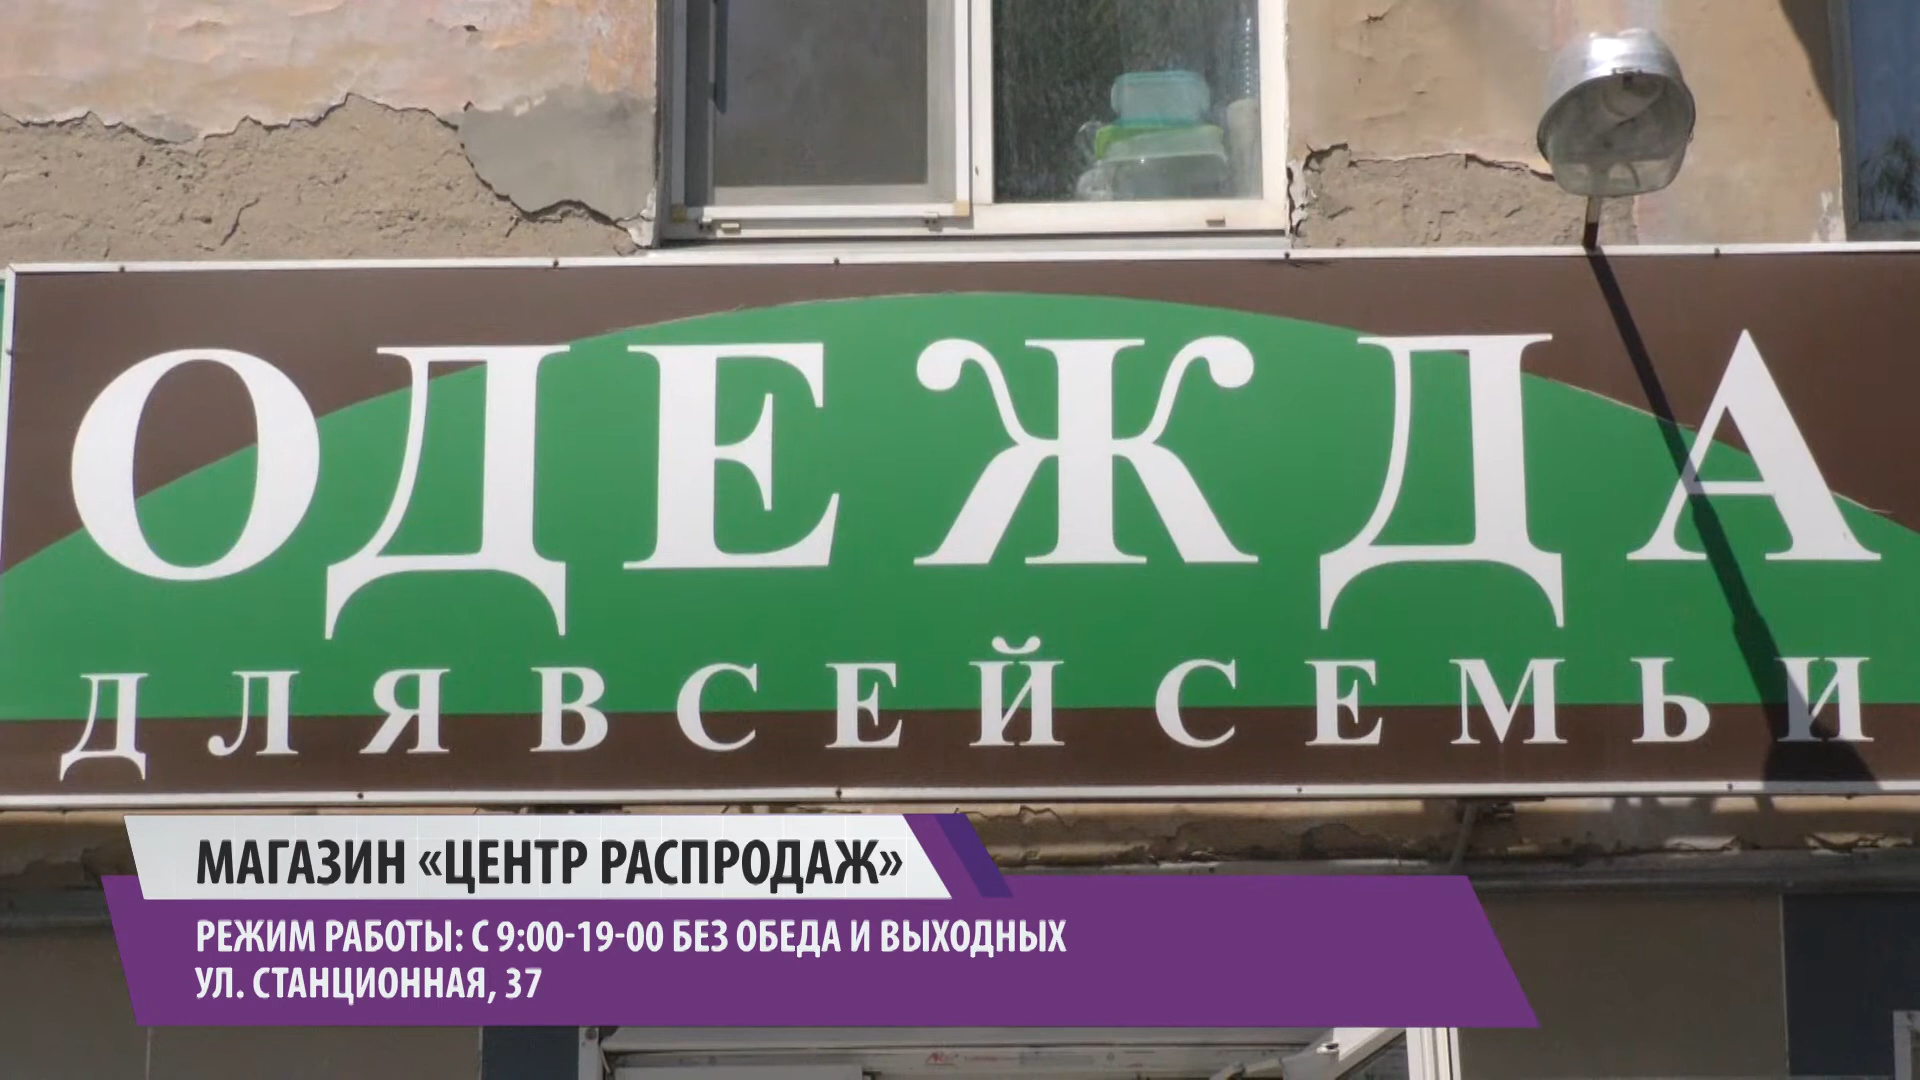 ОДЕЖДА
ДЛЯ ВСЕЙ СЕМЬИ
МАГАЗИН «ЦЕНТР РАСПРОДАЖ»
РЕЖИМ РАБОТЫ: С 9:00-19-00 БЕЗ ОБЕДА И ВЫХОДНЫХ
УЛ. СТАНЦИОННАЯ, 37